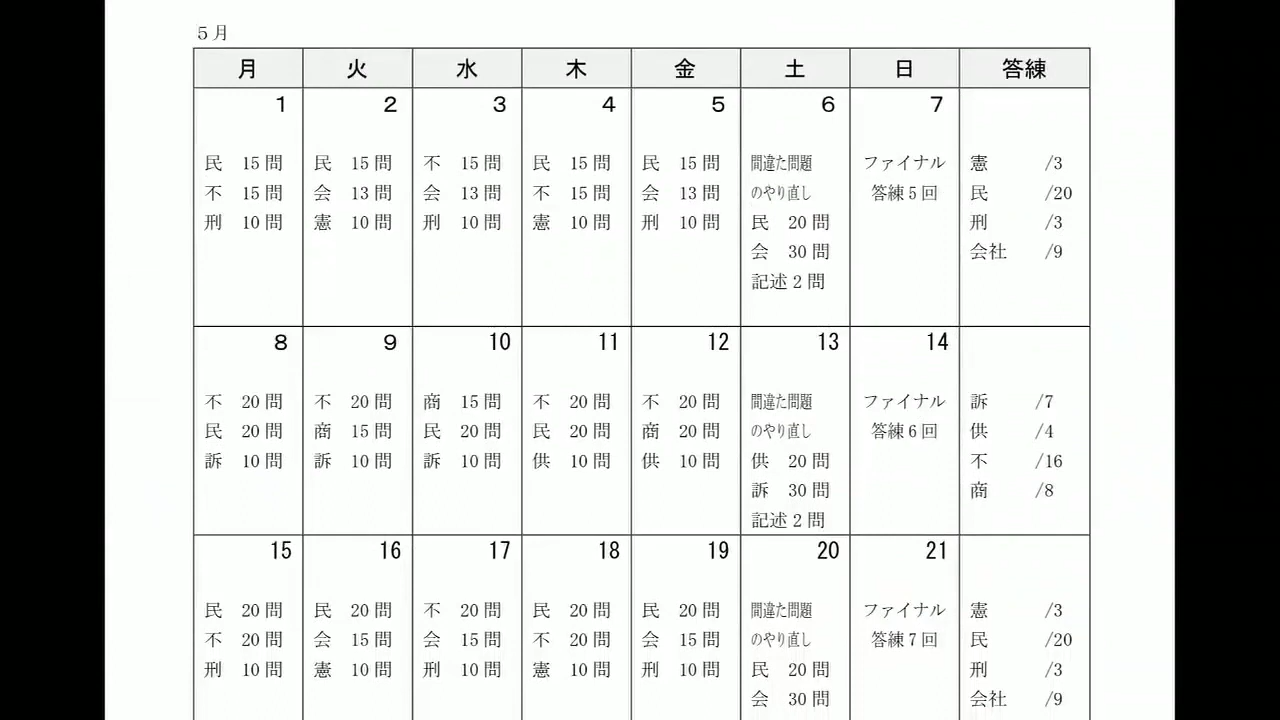 5月
月 火 水 木 金 土 日 答練
1 2 3 4 5 6 7
民 15問 民 15問 不 15問 民 15問 民 15問 間違た問題 ファイナル 憲 /3
不 15問 会 13問 会 13問 不 15問 会 13問 のやり直し 答練5回 民 /20
刑 10問 憲 10問 刑 10問 憲 10問 刑 10問 民 20問 刑 /3
会 30問 会社 /9
記述2問
8 9 10 11 12 13 14
不 20問 不 20問 商 15問 不 20問 不 20問 間違た問題 ファイナル 訴 /7
民 20問 商 15問 民 20問 民 20問 商 20問 のやり直し 答練6回 供 /4
訴 10問 訴 10問 訴 10問 供 10問 供 10問 供 20問 不 /16
訴 30問 商 /8
記述2問
15 16 17 18 19 20 21
民 20問 民 20問 不 20問 民 20問 民 20問 間違た問題 ファイナル 憲 /3
不 20問 会 15問 会 15問 不 20問 会 15問 のやり直し 答練7回 民 /20
刑 10問 憲 10問 刑 10問 憲 10問 刑 10問 民 20問 刑 /3
会 30問 会社 /9